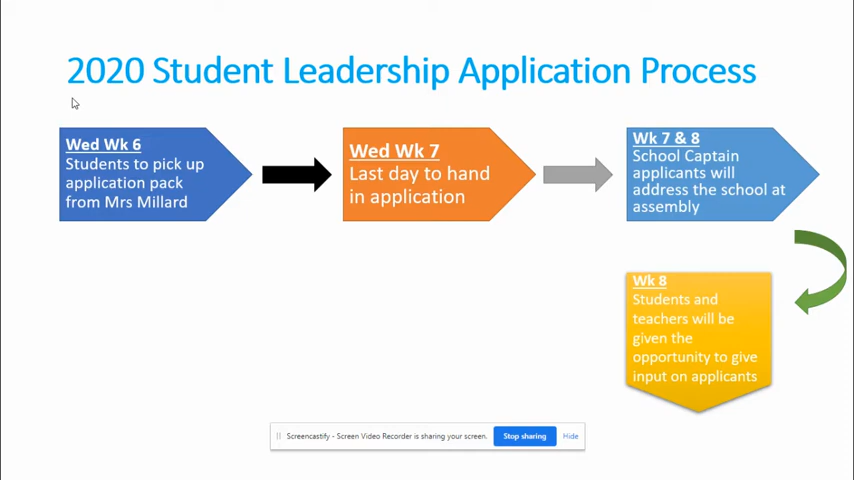 2020 Student Leadership Application Process
Wed Wk 6
Students to pick up
application pack
from Mrs Millard
Wed Wk 7
Last day to hand
in application
Wk 7 & 8
School Captain
applicants will
address the school at
assembly
Wk 8
Students and
teachers will be
given the
opportunity to give
input on applicants
Screencastify - Screen Video Recorder is sharing your screen.
Stop sharing
Hide